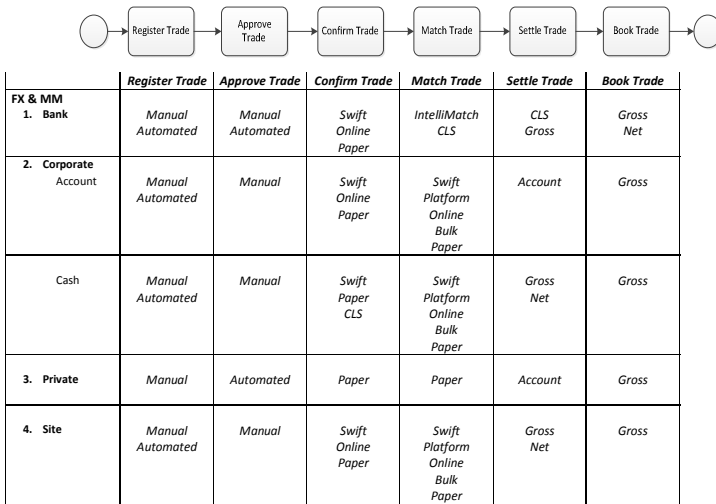 Register Trade
Approve
Trade
Confirm Trade
Match Trade
Settle Trade
Book Trade
Register Trade Approve Trade Confirm Trade Match Trade Settle Trade Book Trade
FX & MM
1. Bank Manual Manual Swift IntelliMatch CLS Gross
Automated Automated Online CLS Gross Net
Paper
2. Corporate
Account Manual Manual Swift Swift Account Gross
Automated Online Platform
Paper Online
Bulk
Paper
Cash Manual Manual Swift Swift Gross Gross
Automated Paper Platform Net
CLS Online
Bulk
Paper
3. Private Manual Automated Paper Paper Account Gross
4. Site Manual Manual Swift Swift Gross Gross
Automated Online Platform Net
Paper Online
Bulk
Paper